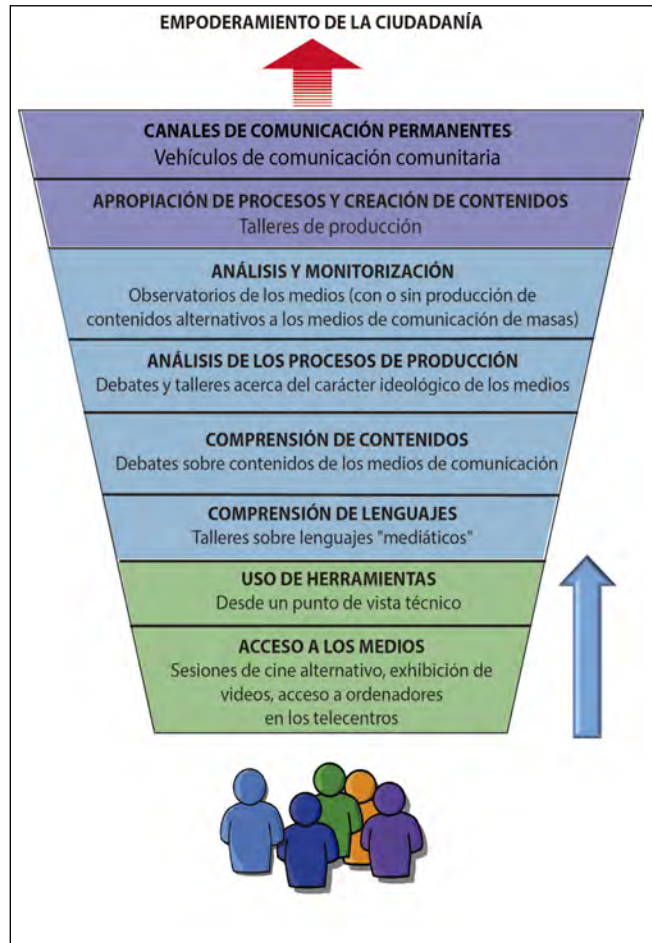 EMPODERAMIENTO DE LA CIUDADANÍA
CANALES DE COMUNICACIÓN PERMANENTES
Vehículos de comunicación comunitaria
APROPIACIÓN DE PROCESOS Y CREACIÓN DE CONTENIDOS
Talleres de producción
ANÁLISIS Y MONITORIZACIÓN
Observatorios de los medios (con o sin producción de
contenidos alternativos a los medios de comunicación de masas)
ANÁLISIS DE LOS PROCESOS DE PRODUCCIÓN
Debates y talleres acerca del carácter ideológico de los medios
COMPRENSIÓN DE CONTENIDOS
Debates sobre contenidos de los medios de comunicación
COMPRENSIÓN DE LENGUAJES
Talleres sobre lenguajes "mediáticos"
USO DE HERRAMIENTAS
Desde un punto de vista técnico
ACCESO A LOS MEDIOS
Sesiones de cine alternativo, exhibición de
videos, acceso a ordenadores
en los telecentros